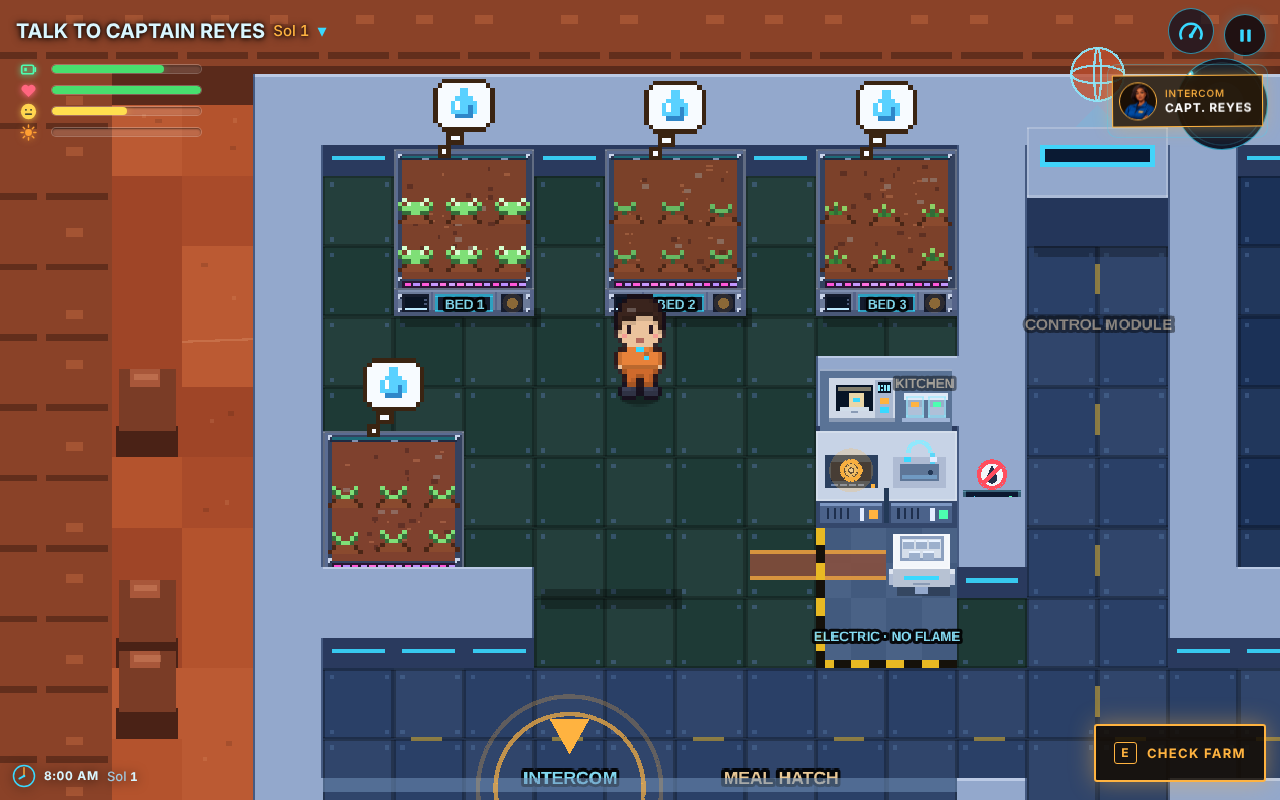 TALK TO CAPTAIN REYES Sol 1 ▼
INTERCOM
CAPT. REYES
BED 1
BED 2
BED 3
CONTROL MODULE
KITCHEN
ELECTRIC · NO FLAME
INTERCOM
MEAL HATCH
E CHECK FARM
8:00 AM Sol 1